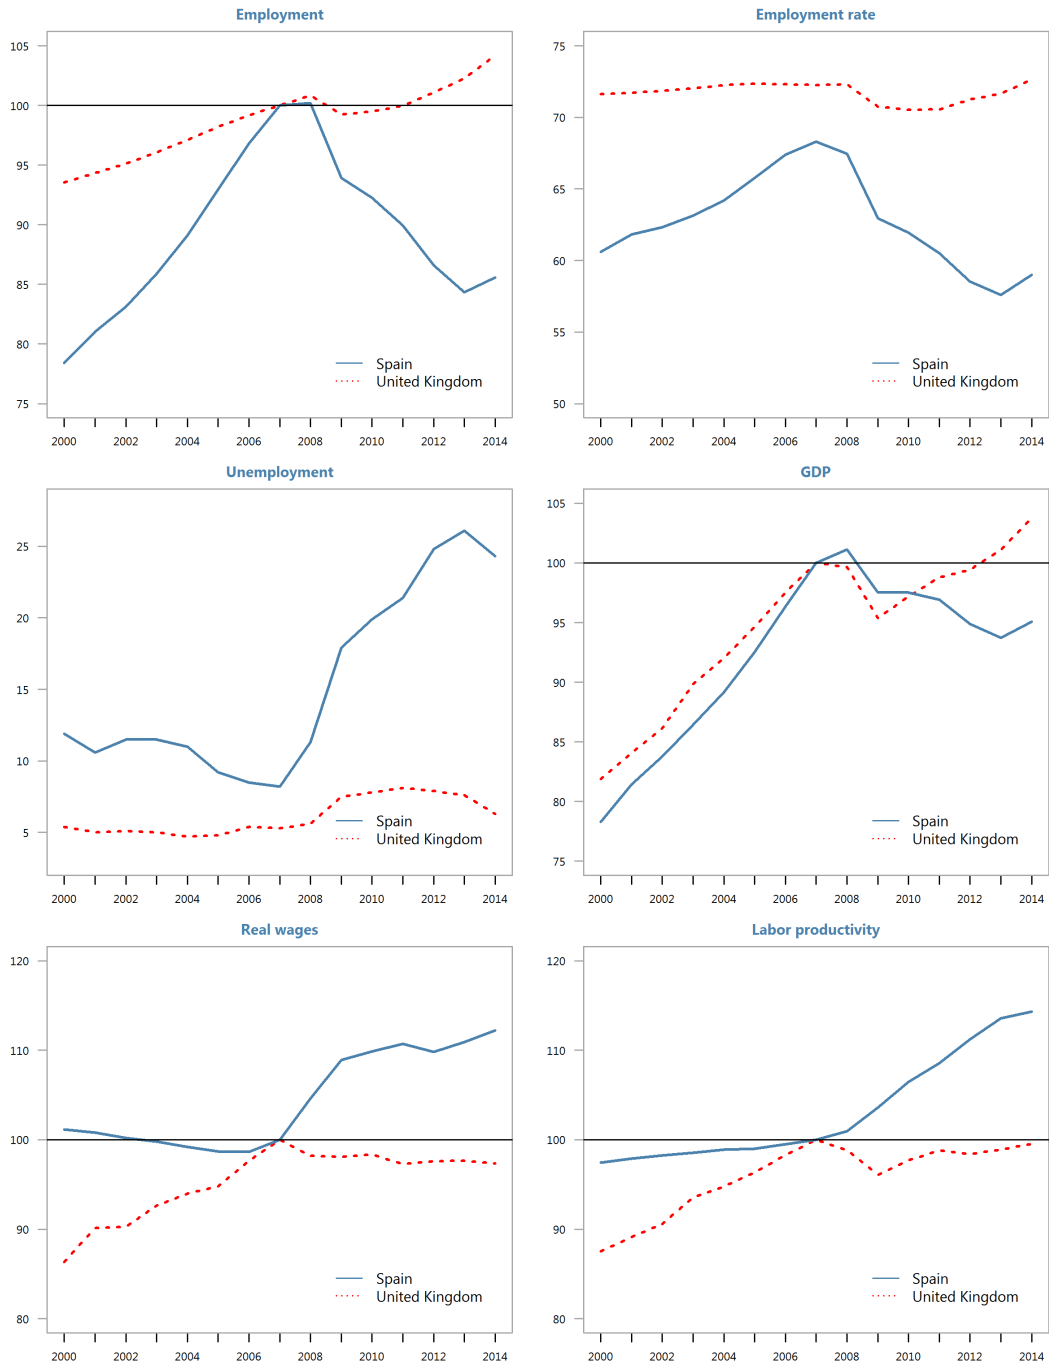 Employment
105
100
95
90
85
80
75
Spain
United Kingdom
2000 2002 2004 2006 2008 2010 2012 2014
Employment rate
75
70
65
60
55
50
Spain
United Kingdom
2000 2002 2004 2006 2008 2010 2012 2014
Unemployment
25
20
15
10
5
Spain
United Kingdom
2000 2002 2004 2006 2008 2010 2012 2014
GDP
105
100
95
90
85
80
75
Spain
United Kingdom
2000 2002 2004 2006 2008 2010 2012 2014
Real wages
120
110
100
90
80
Spain
United Kingdom
2000 2002 2004 2006 2008 2010 2012 2014
Labor productivity
120
110
100
90
80
Spain
United Kingdom
2000 2002 2004 2006 2008 2010 2012 2014